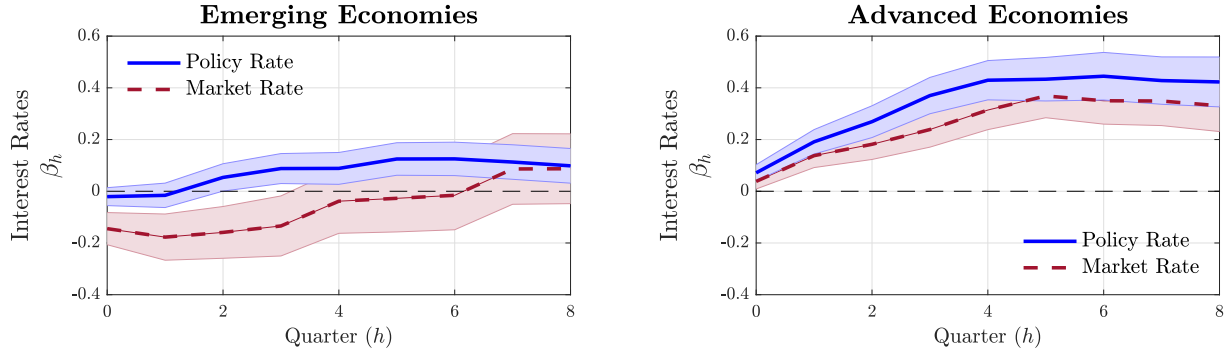 Emerging Economies
0.6
0.4
0.2
0
-0.2
-0.4
Interest Rates
β_h
Policy Rate
Market Rate
0 2 4 6 8
Quarter (h)
Advanced Economies
0.6
0.4
0.2
0
-0.2
-0.4
Interest Rates
β_h
Policy Rate
Market Rate
0 2 4 6 8
Quarter (h)